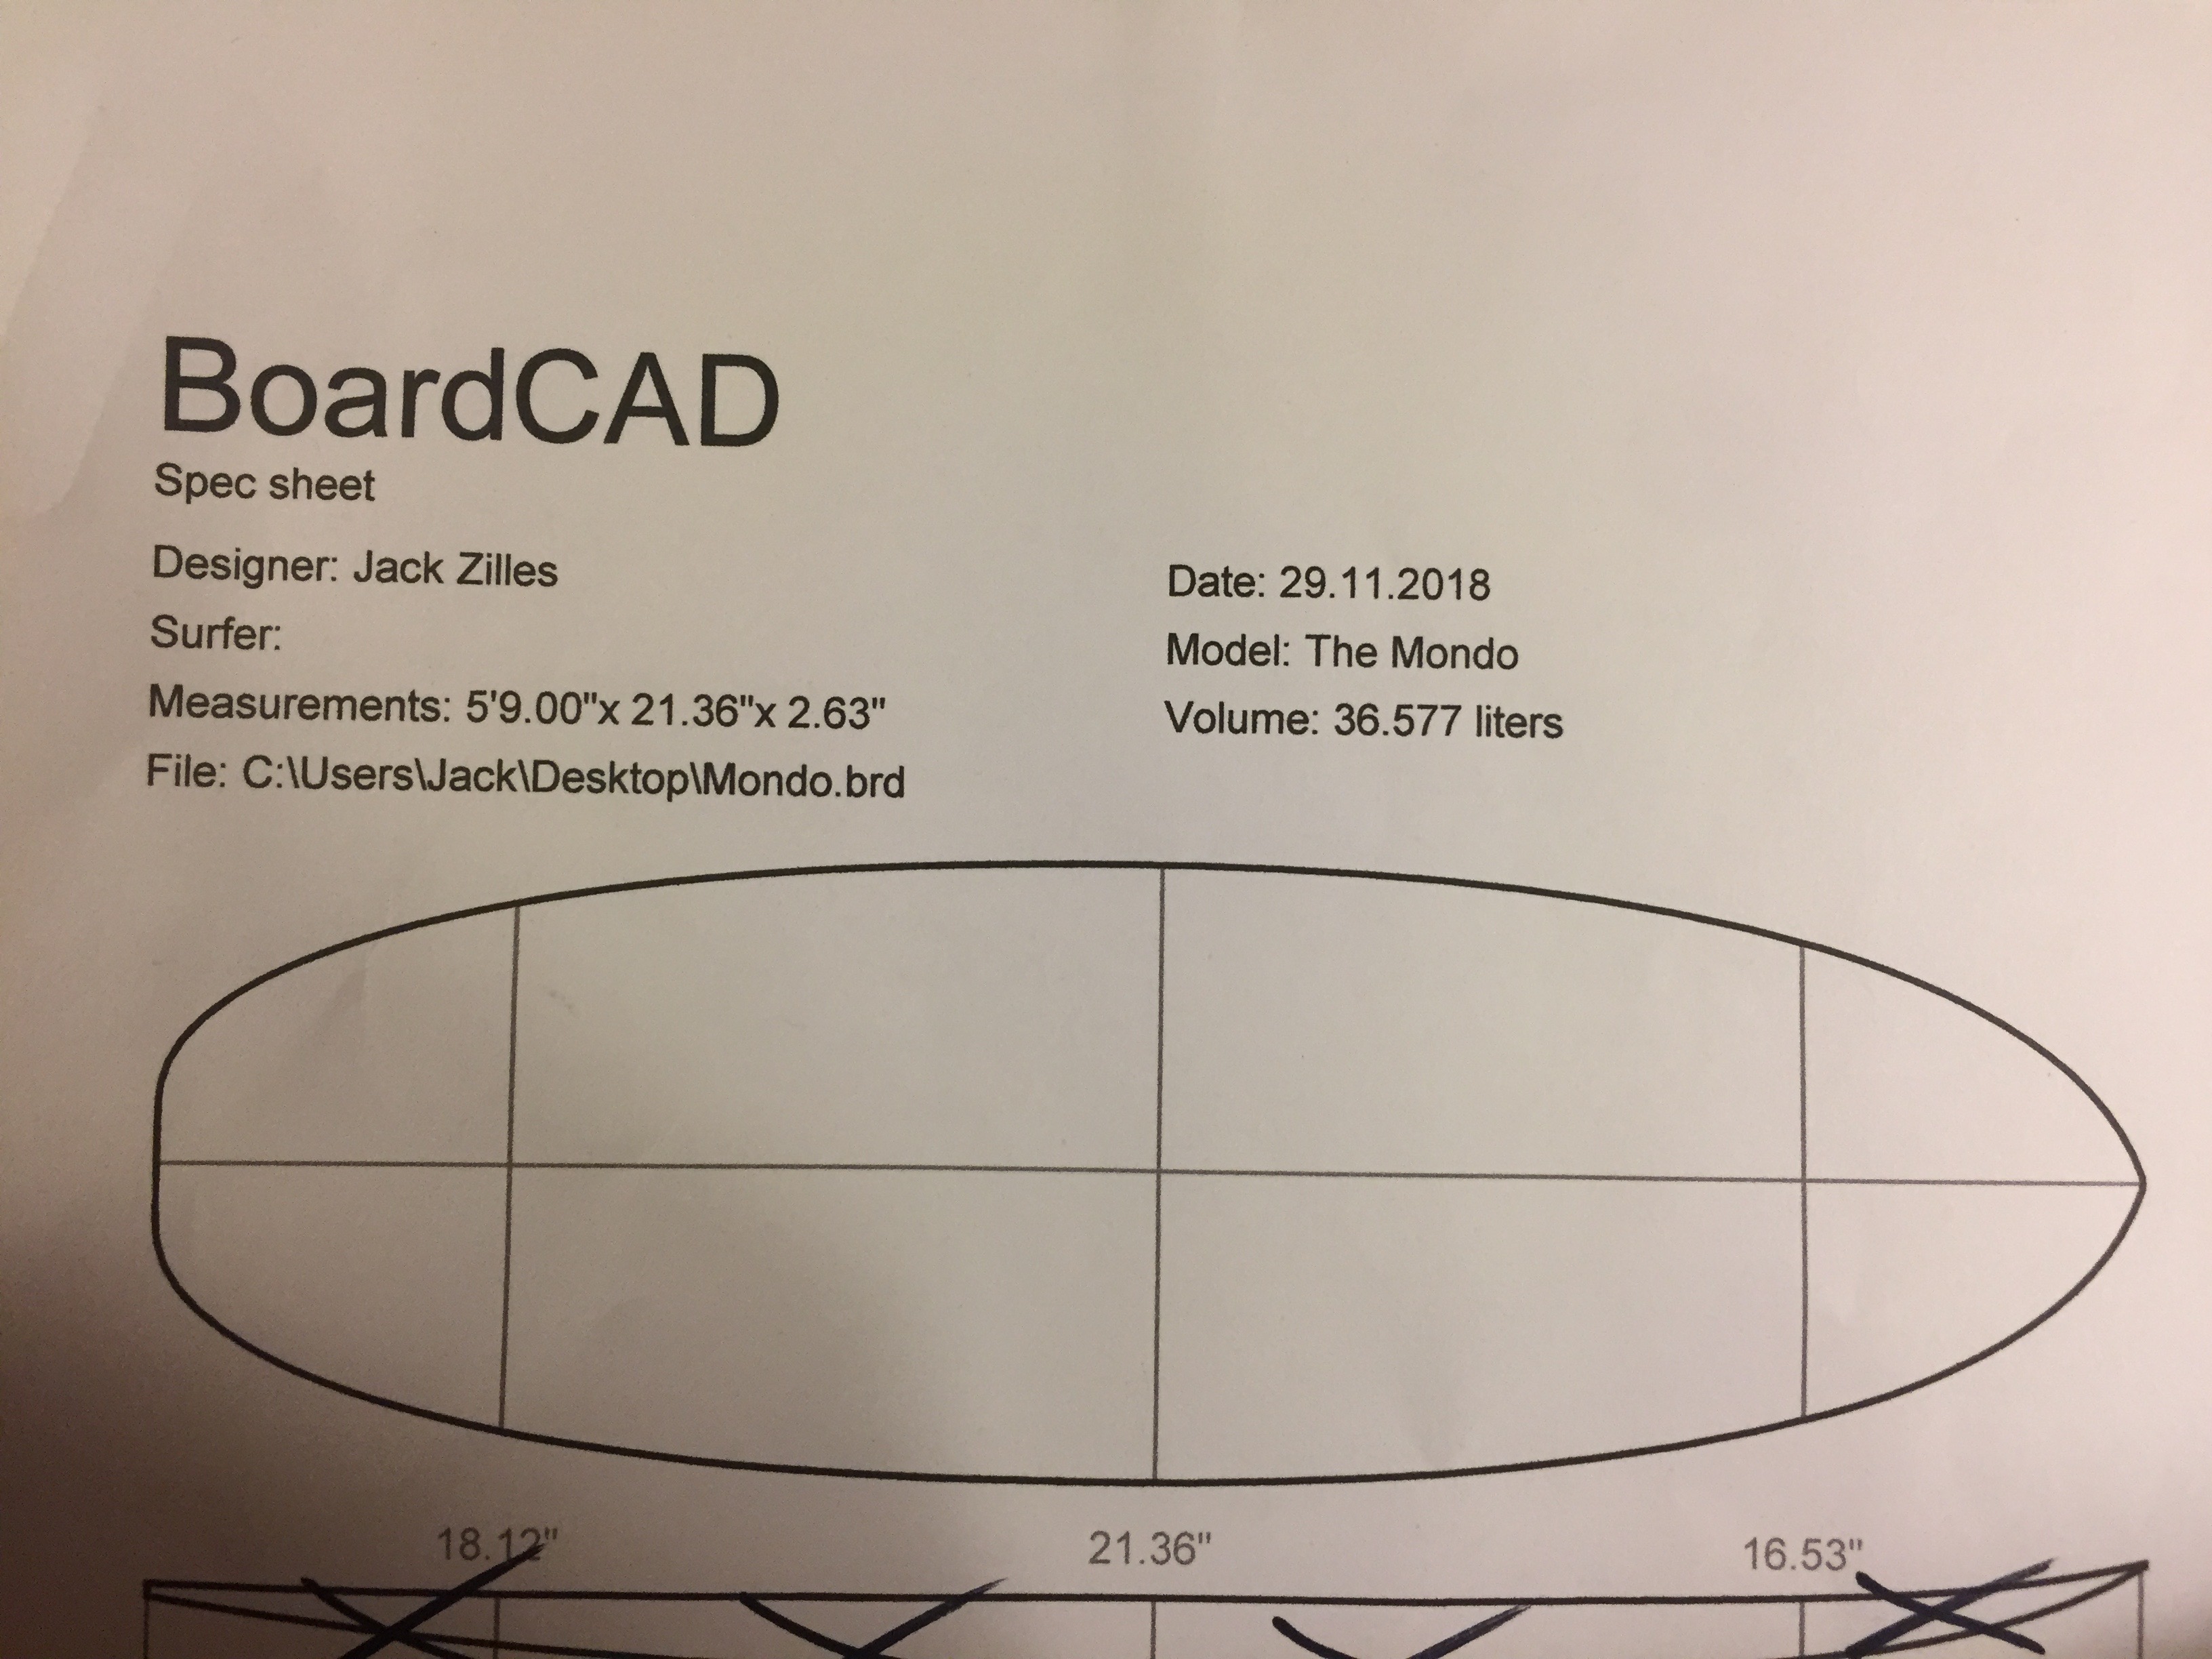 BoardCAD
Spec sheet
Designer: Jack Zilles
Surfer:
Measurements: 5'9.00"x 21.36"x 2.63"
File: C:\Users\Jack\Desktop\Mondo.brd
Date: 29.11.2018
Model: The Mondo
Volume: 36.577 liters
18.12"
21.36"
16.53"